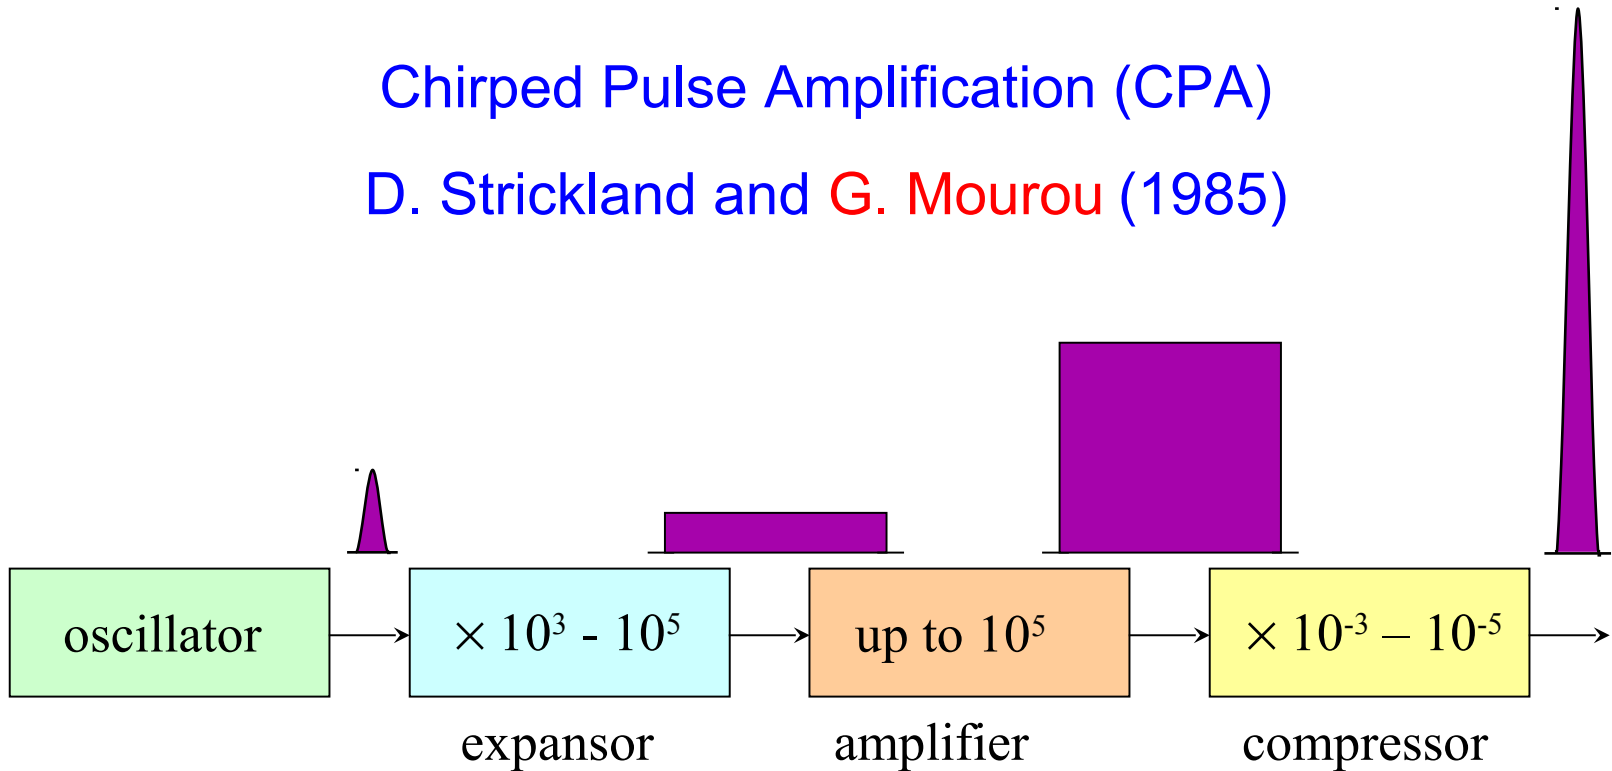 Chirped Pulse Amplification (CPA)
D. Strickland and G. Mourou (1985)
oscillator
× 10³ - 10⁵
up to 10⁵
× 10⁻³ – 10⁻⁵
expansor
amplifier
compressor